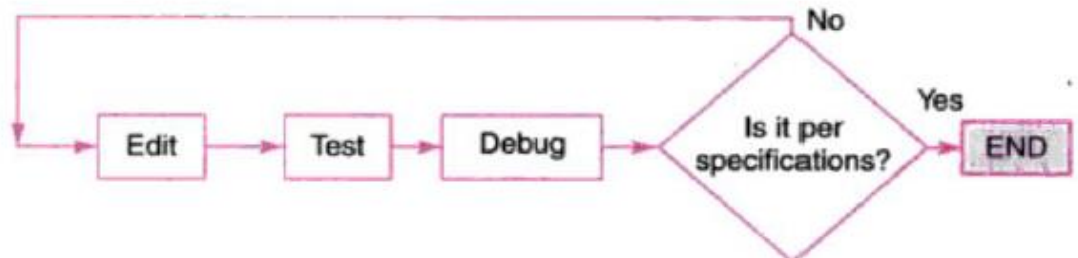 No
Yes
Edit
Test
Debug
Is it per
specifications?
END